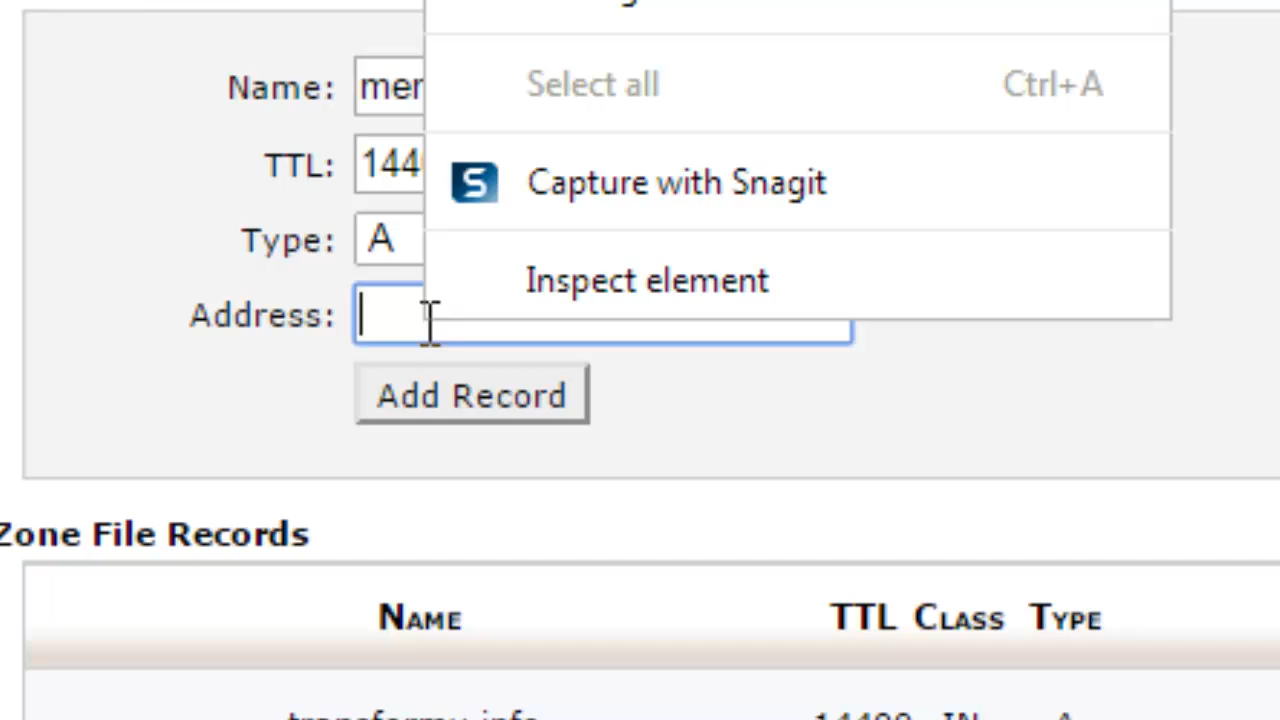 Select all Ctrl+A
Name:
TTL:
Capture with Snagit
Type: A
Inspect element
Address:
Add Record
Zone File Records
NAME TTL CLASS TYPE